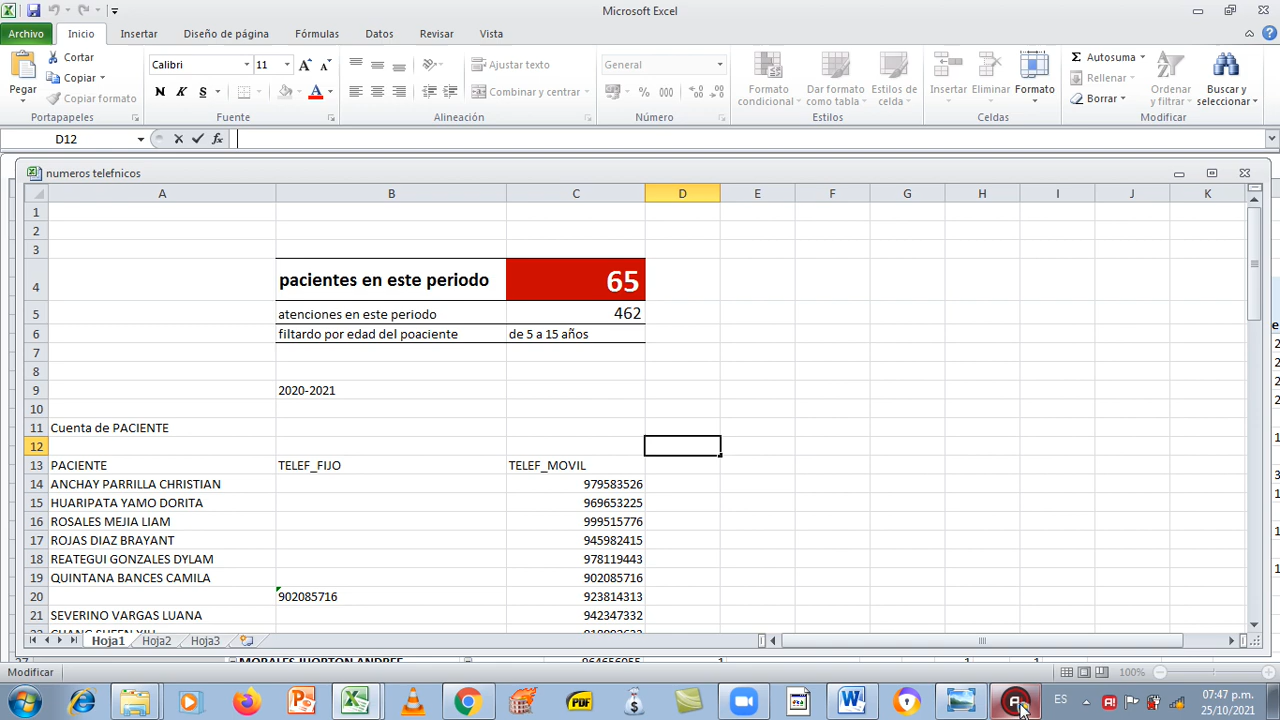 Microsoft Excel
Archivo Inicio Insertar Diseño de página Fórmulas Datos Revisar Vista
Pegar Cortar Copiar Copiar formato Portapapeles
Calibri 11 N K S A Fuente
Ajustar texto Combinar y centrar Alineación
General % 000 Número
Formato condicional Dar formato como tabla Estilos de celda Estilos
Insertar Eliminar Formato Celdas
Autosuma Rellenar Borrar Ordenar y filtrar Buscar y seleccionar Modificar
D12 fx
numeros telefnicos
A B C D E F G H I J K
1
2
3
4 pacientes en este periodo 65
5 atenciones en este periodo 462
6 filtardo por edad del poaciente de 5 a 15 años
7
8
9 2020-2021
10
11 Cuenta de PACIENTE
12
13 PACIENTE TELEF_FIJO TELEF_MOVIL
14 ANCHAY PARRILLA CHRISTIAN 979583526
15 HUARIPATA YAMO DORITA 969653225
16 ROSALES MEJIA LIAM 999515776
17 ROJAS DIAZ BRAYANT 945982415
18 REATEGUI GONZALES DYLAM 978119443
19 QUINTANA BANCES CAMILA 902085716
20 902085716 923814313
21 SEVERINO VARGAS LUANA 942347332
Hoja1 Hoja2 Hoja3
Modificar 100%
PDF W ES 07:47 p.m.
25/10/2021